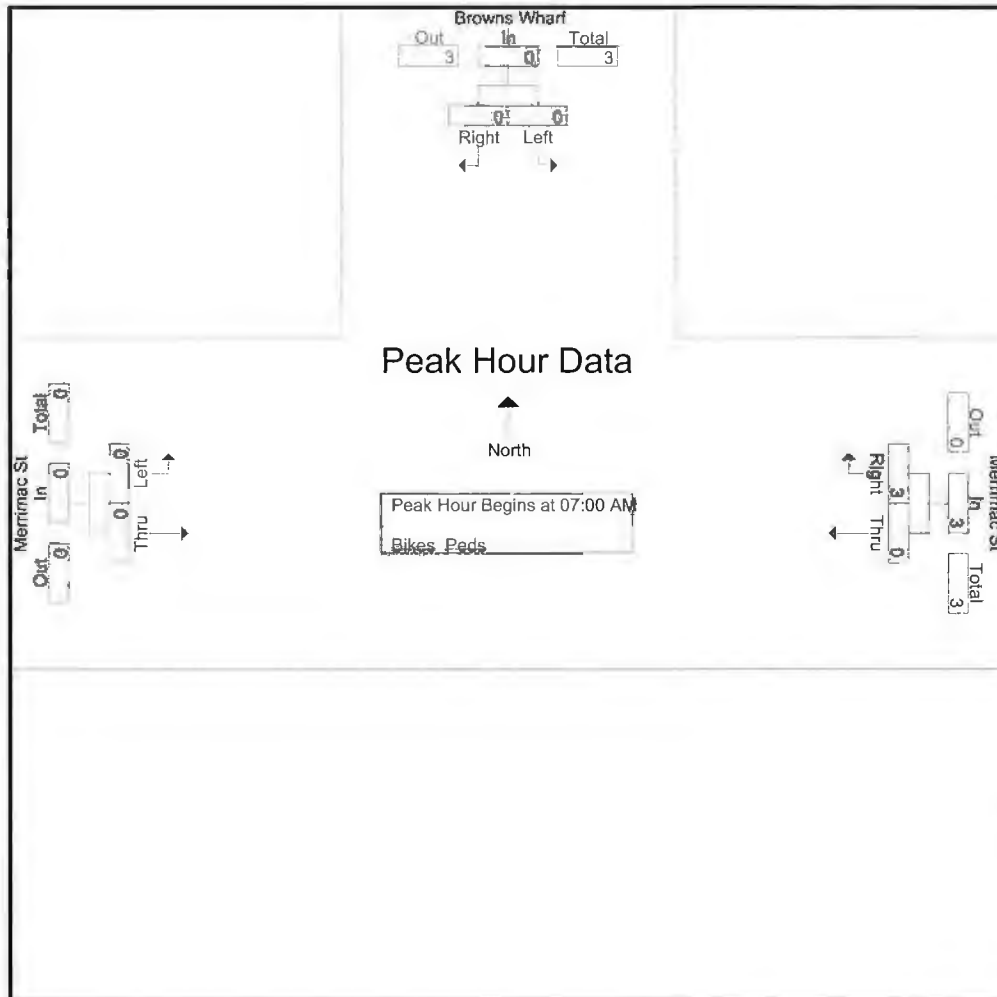 Browns Wharf
Out In Total
3 0 3
0 0
Right Left
Peak Hour Data
North
Peak Hour Begins at 07:00 AM
Bikes Peds
Merrimac St
Out In Total
0 0 0
Left Thru
0 0
Merrimac St
Out In Total
0 3 3
Right Thru
3 0